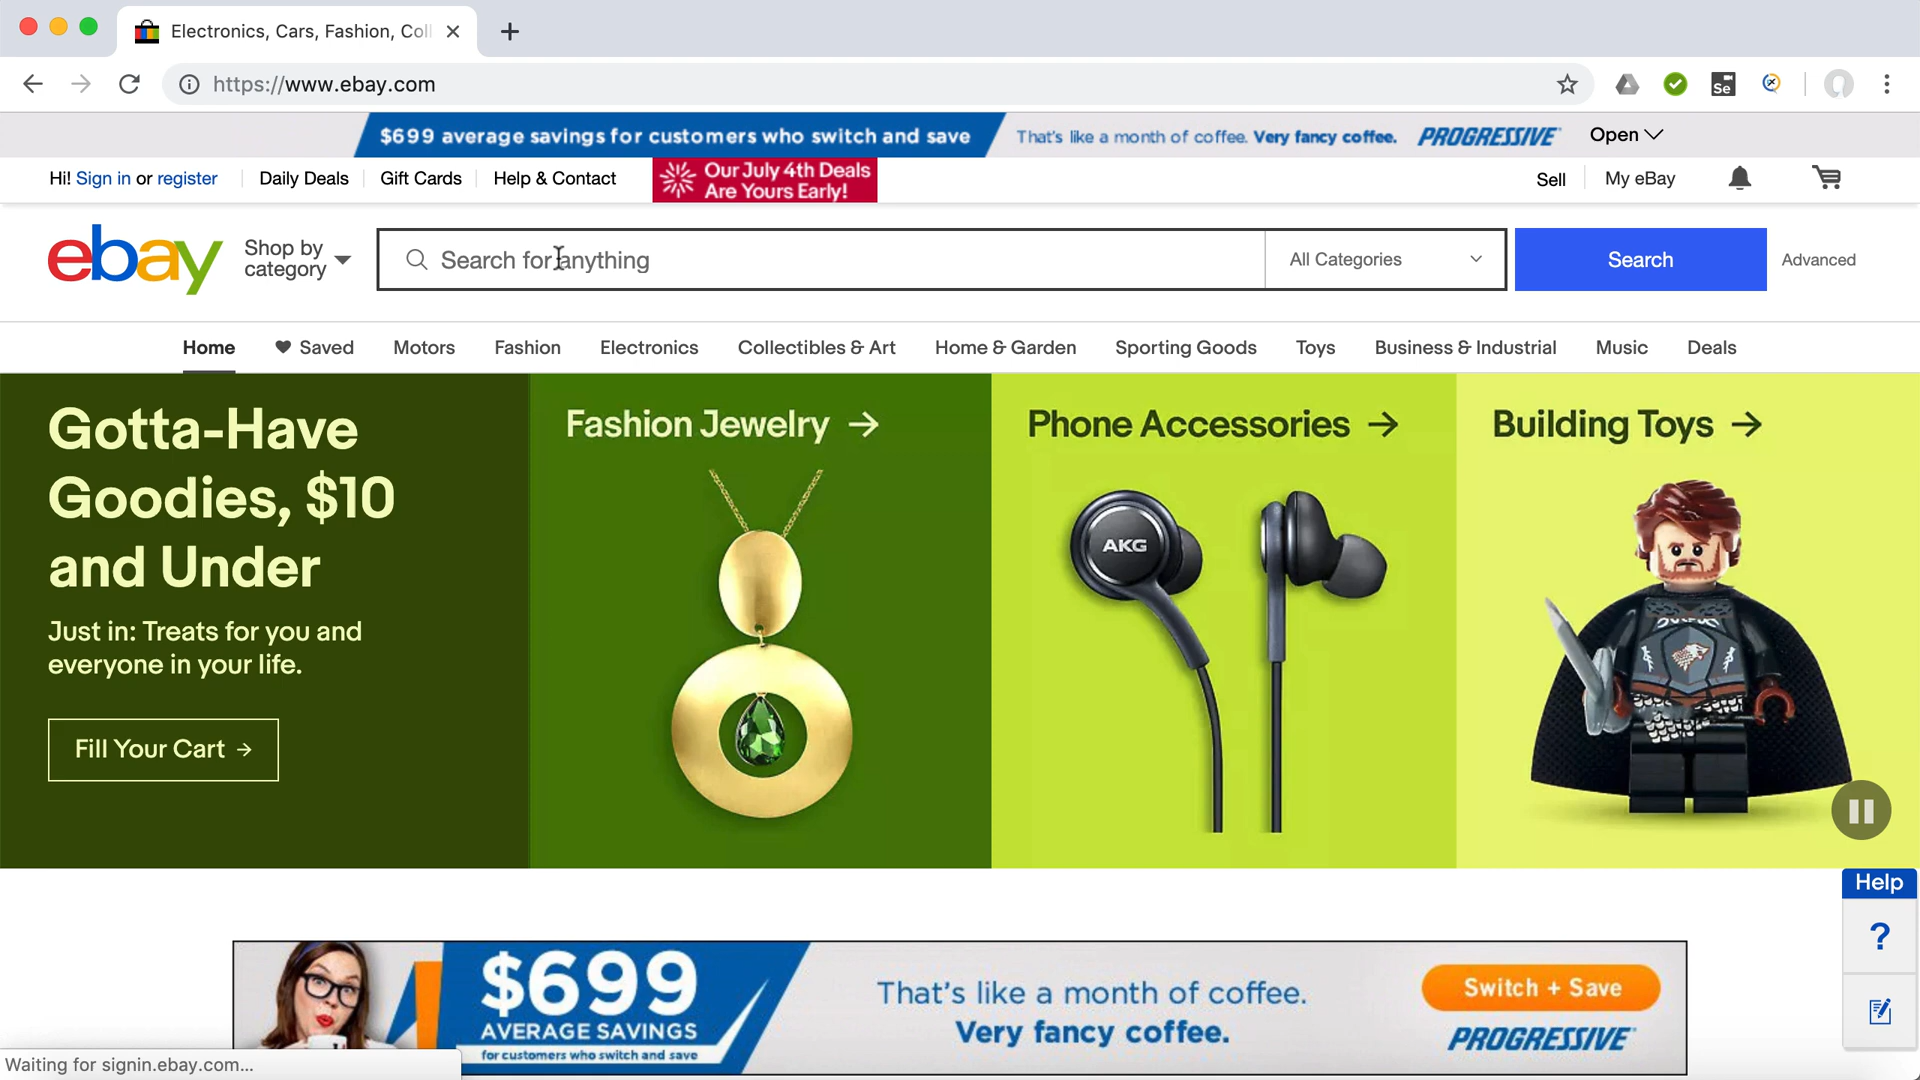 Electronics, Cars, Fashion, Coll
https://www.ebay.com
Se
$699 average savings for customers who switch and save
That's like a month of coffee. Very fancy coffee.
PROGRESSIVE
Open
Hi! Sign in or register
Daily Deals
Gift Cards
Help & Contact
Our July 4th Deals
Are Yours Early!
Sell
My eBay
ebay
Shop by
category
Search for anything
All Categories
Search
Advanced
Home
Saved
Motors
Fashion
Electronics
Collectibles & Art
Home & Garden
Sporting Goods
Toys
Business & Industrial
Music
Deals
Gotta-Have
Goodies, $10
and Under
Just in: Treats for you and
everyone in your life.
Fill Your Cart →
Fashion Jewelry →
Phone Accessories →
AKG
Building Toys →
Help
?
$699
AVERAGE SAVINGS
for customers who switch and save
That's like a month of coffee.
Very fancy coffee.
Switch + Save
PROGRESSIVE
Waiting for signin.ebay.com...